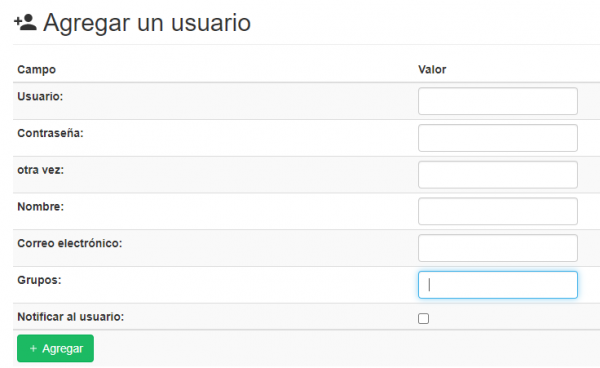 Agregar un usuario
Campo Valor
Usuario:
Contraseña:
otra vez:
Nombre:
Correo electrónico:
Grupos:
Notificar al usuario:
+ Agregar